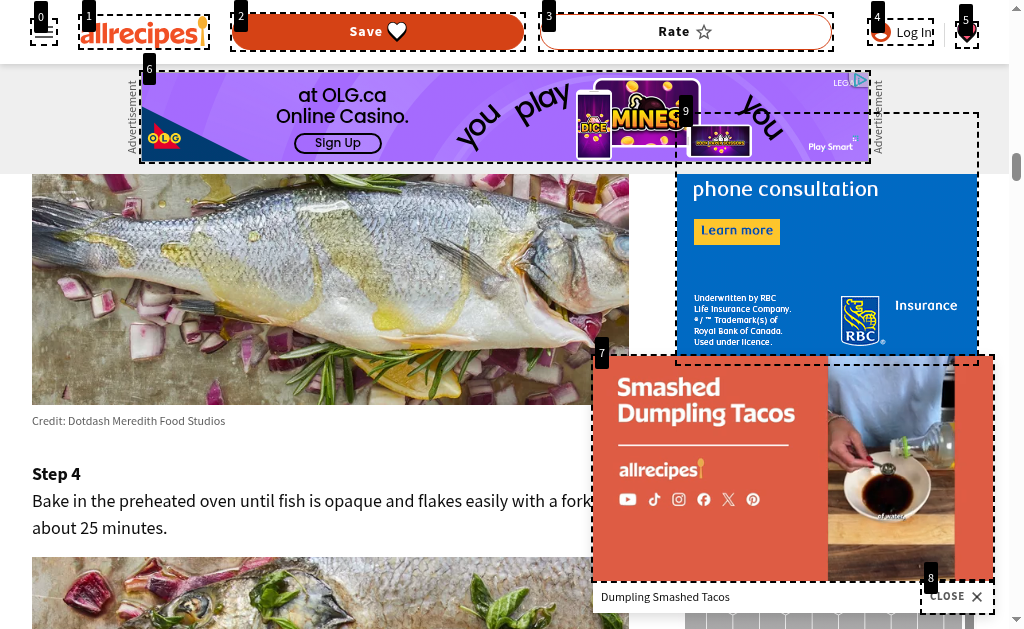 0
1
2
3
4
5
allrecipes
Save
Rate
Log In
6
Advertisement
OLG
at OLG.ca
Online Casino.
Sign Up
you play
DICE
MINES
you
Play Smart
Advertisement
9
phone consultation
Learn more
Underwritten by RBC
Life Insurance Company.
® / ™ Trademark(s) of
Royal Bank of Canada.
Used under licence.
RBC
®
Insurance
7
Credit: Dotdash Meredith Food Studios
Smashed
Dumpling Tacos
allrecipes
of water
Step 4
Bake in the preheated oven until fish is opaque and flakes easily with a fork
about 25 minutes.
8
Dumpling Smashed Tacos
CLOSE